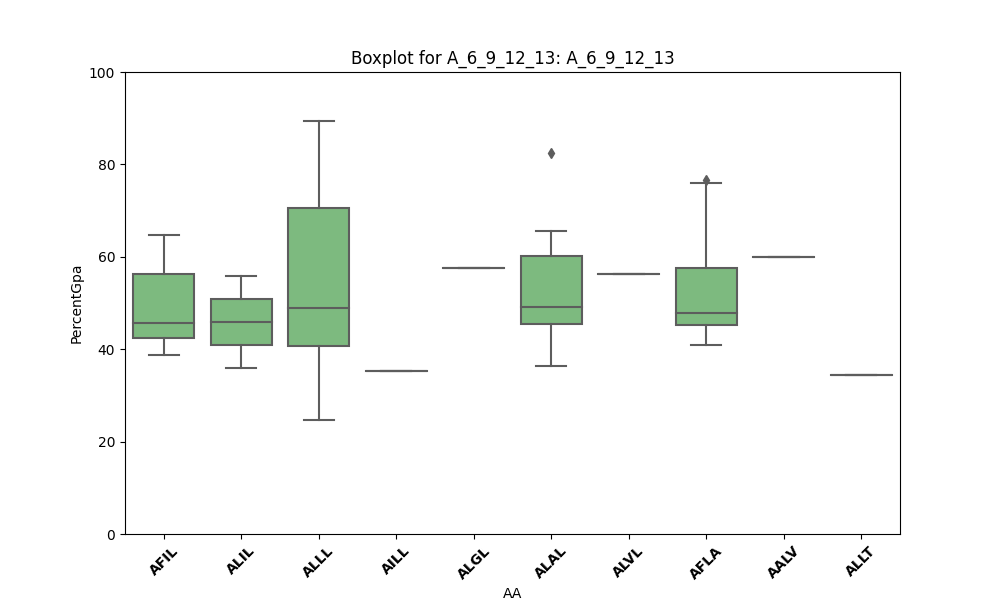 Boxplot for A_6_9_12_13: A_6_9_12_13
PercentGpa
100
80
60
40
20
0
AFIL ALIL ALLL AILL ALGL ALAL ALVL AFLA AALV ALLT
AA